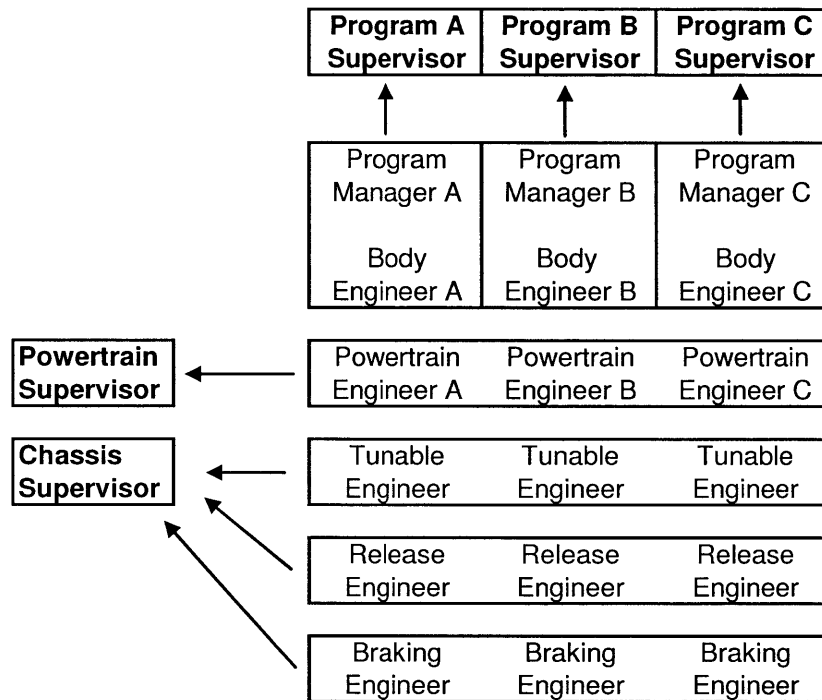 Program A Program B Program C
Supervisor Supervisor Supervisor
Program Program Program
Manager A Manager B Manager C
Body Body Body
Engineer A Engineer B Engineer C
Powertrain
Supervisor
Powertrain Powertrain Powertrain
Engineer A Engineer B Engineer C
Chassis
Supervisor
Tunable Tunable Tunable
Engineer Engineer Engineer
Release Release Release
Engineer Engineer Engineer
Braking Braking Braking
Engineer Engineer Engineer